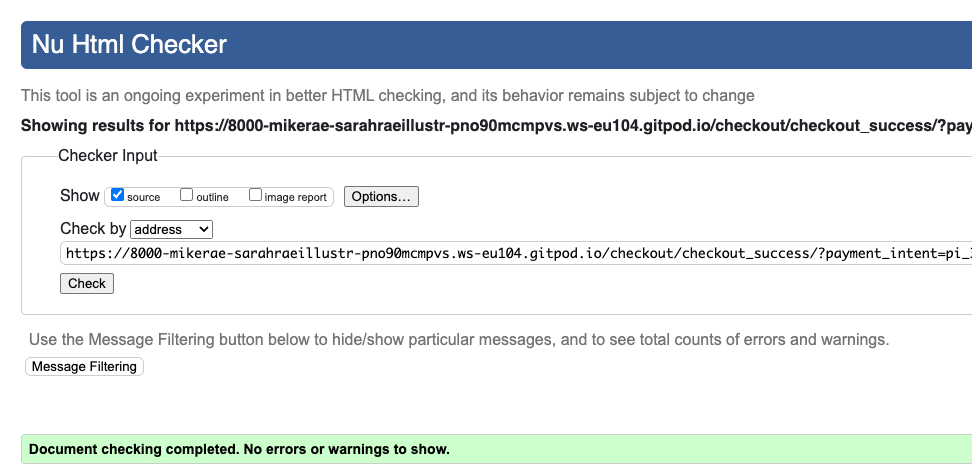 Nu Html Checker
This tool is an ongoing experiment in better HTML checking, and its behavior remains subject to change
Showing results for https://8000-mikerae-sarahraeillustr-pno90mcmpvs.ws-eu104.gitpod.io/checkout/checkout_success/?pay
Checker Input
Show source outline image report Options...
Check by address
https://8000-mikerae-sarahraeillustr-pno90mcmpvs.ws-eu104.gitpod.io/checkout/checkout_success/?payment_intent=pi_
Check
Use the Message Filtering button below to hide/show particular messages, and to see total counts of errors and warnings.
Message Filtering
Document checking completed. No errors or warnings to show.